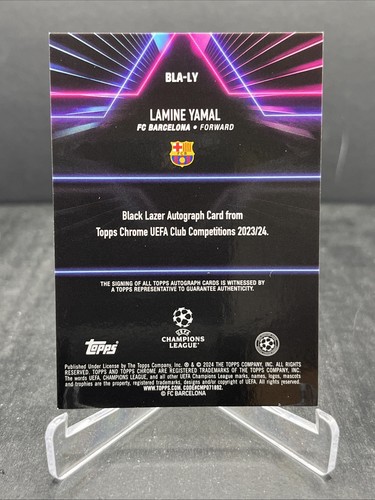 BLA-LY
LAMINE YAMAL
FC BARCELONA • FORWARD
Black Lazer Autograph Card from
Topps Chrome UEFA Club Competitions 2023/24.
THE SIGNING OF ALL TOPPS AUTOGRAPH CARDS IS WITNESSED BY
A TOPPS REPRESENTATIVE TO GUARANTEE AUTHENTICITY.
Topps
CHAMPIONS
LEAGUE
Published Under License by The Topps Company, Inc. ® & © 2024 THE TOPPS COMPANY, INC. ALL RIGHTS
RESERVED. TOPPS AND TOPPS CHROME ARE REGISTERED TRADEMARKS OF THE TOPPS COMPANY, INC.
The words UEFA, CHAMPIONS LEAGUE, and all other UEFA Champions League marks, names, logos, mascots
and trophies are the property, registered trademarks, designs and/or copyright of UEFA. All rights reserved.
WWW.TOPPS.COM. CODE#CMP071892.
© FC BARCELONA